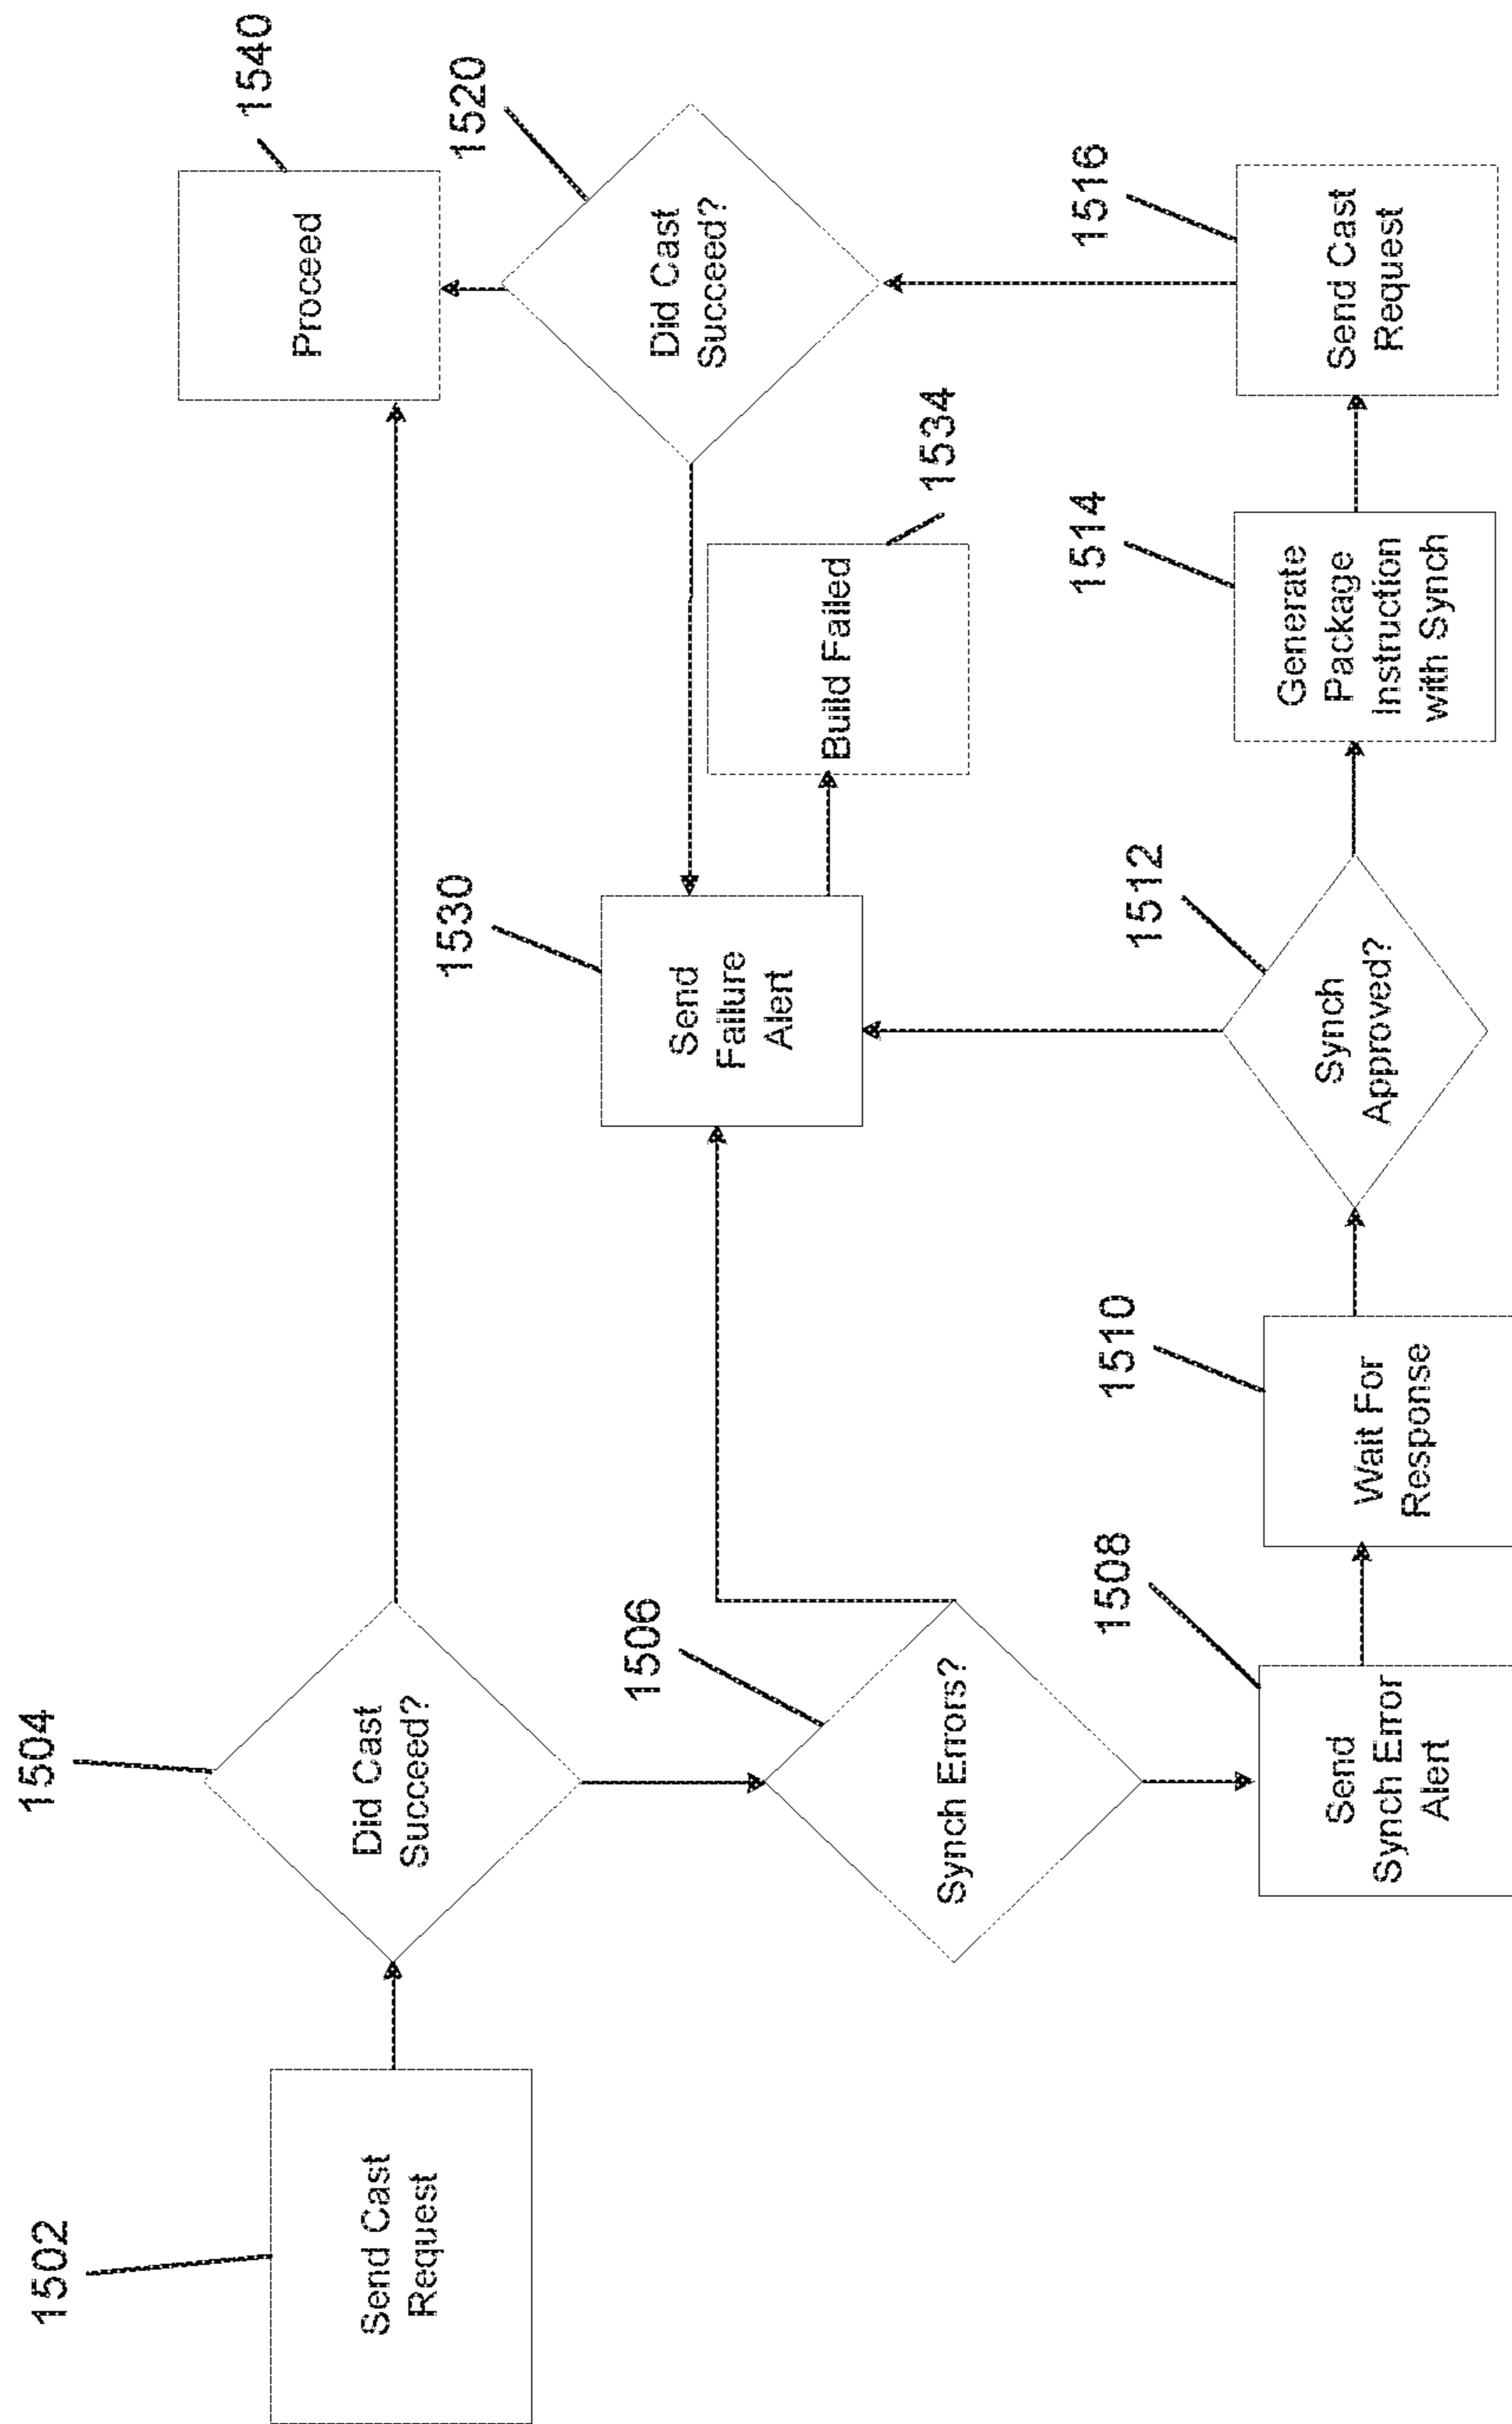 1502
Send Cast
Request
1504
Did Cast
Succeed?
1540
Proceed
1506
Synch Errors?
1530
Send
Failure
Alert
1534
Build Failed
1520
Did Cast
Succeed?
1508
Send
Synch Error
Alert
1510
Wait For
Response
1512
Synch
Approved?
1514
Generate
Package
Instruction
with Synch
1516
Send Cast
Request